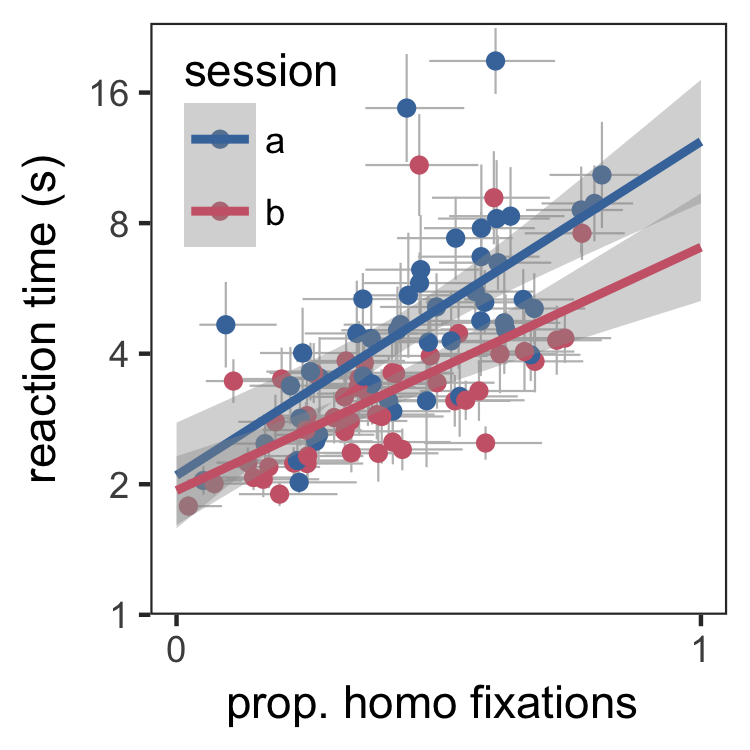 session
a
b
16
8
4
2
1
reaction time (s)
0
1
prop. homo fixations